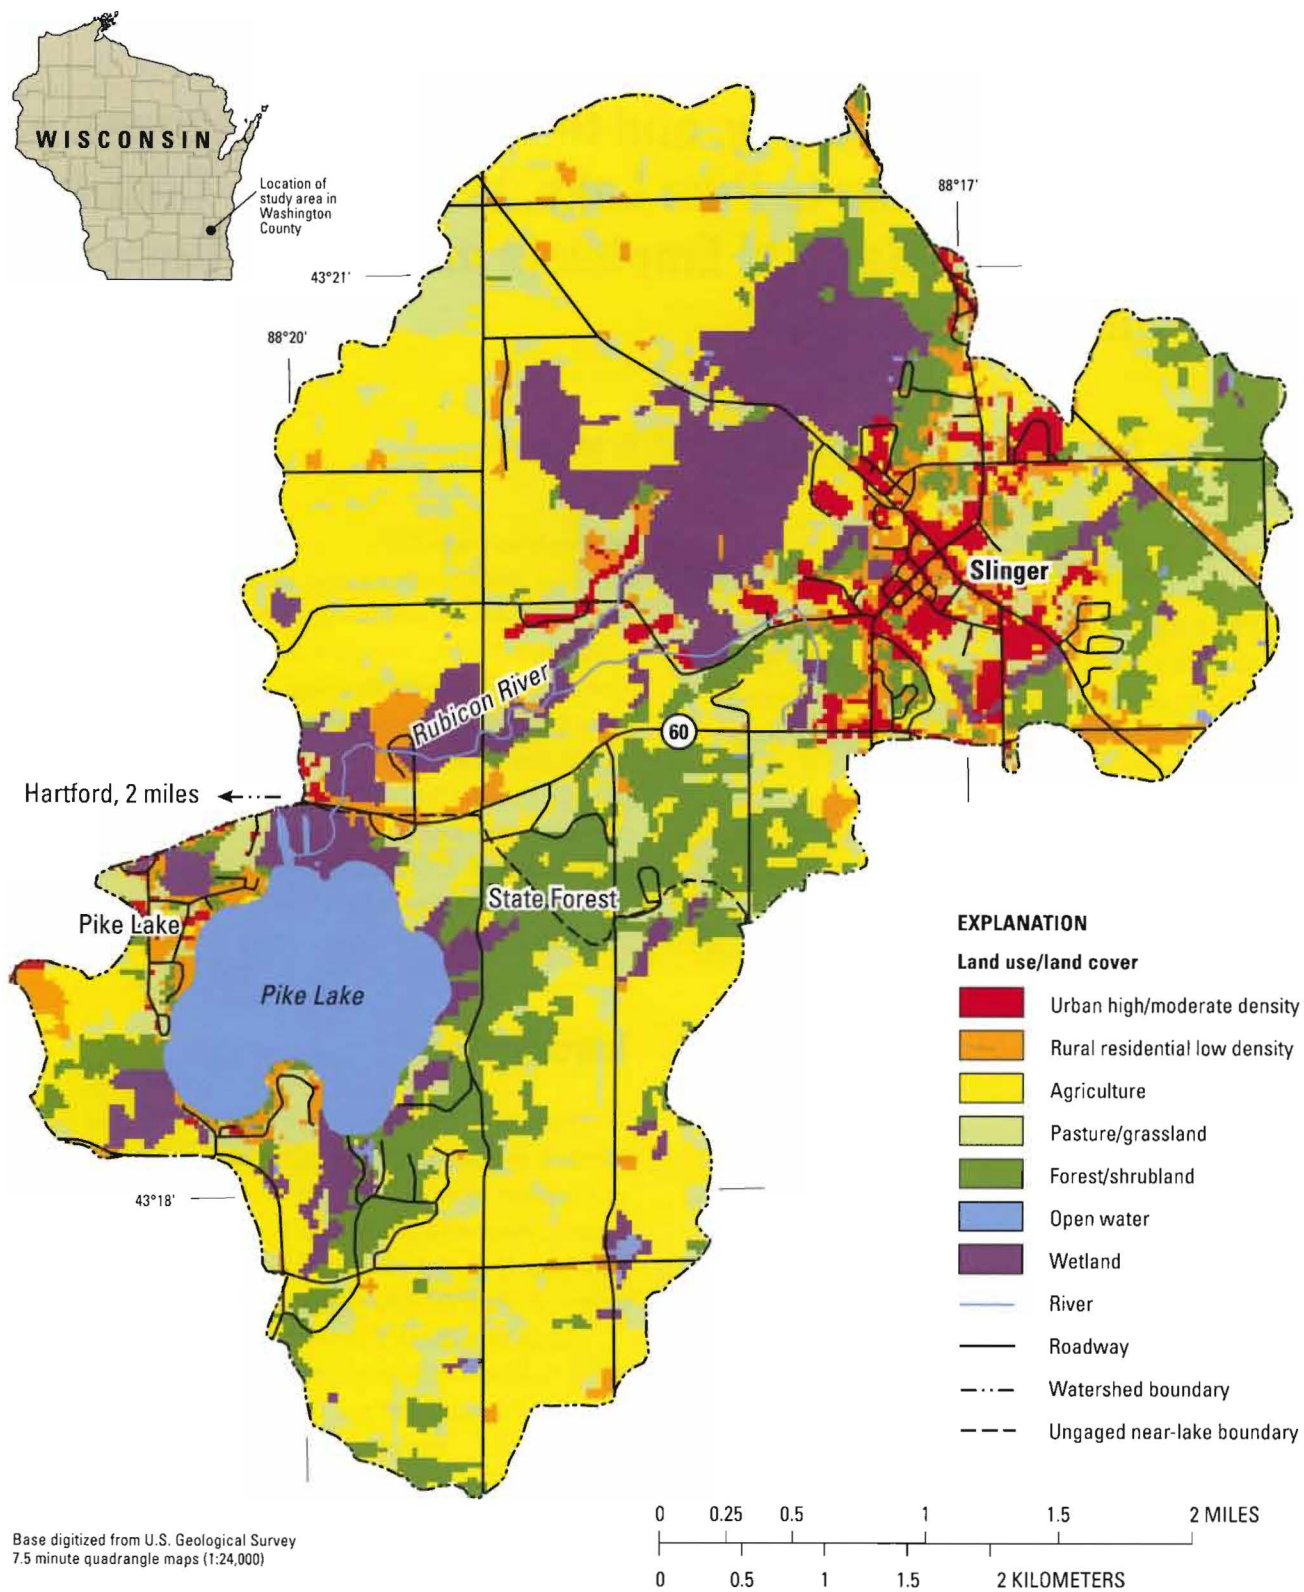 WISCONSIN
Location of
study area in
Washington
County
88°17'
43°21'
88°20'
Slinger
Rubicon River
60
Hartford, 2 miles
State Forest
Pike Lake
Pike Lake
43°18'
EXPLANATION
Land use/land cover
Urban high/moderate density
Rural residential low density
Agriculture
Pasture/grassland
Forest/shrubland
Open water
Wetland
River
Roadway
Watershed boundary
Ungaged near-lake boundary
0 0.25 0.5 1 1.5 2 MILES
0 0.5 1 1.5 2 KILOMETERS
Base digitized from U.S. Geological Survey
7.5 minute quadrangle maps (1:24,000)